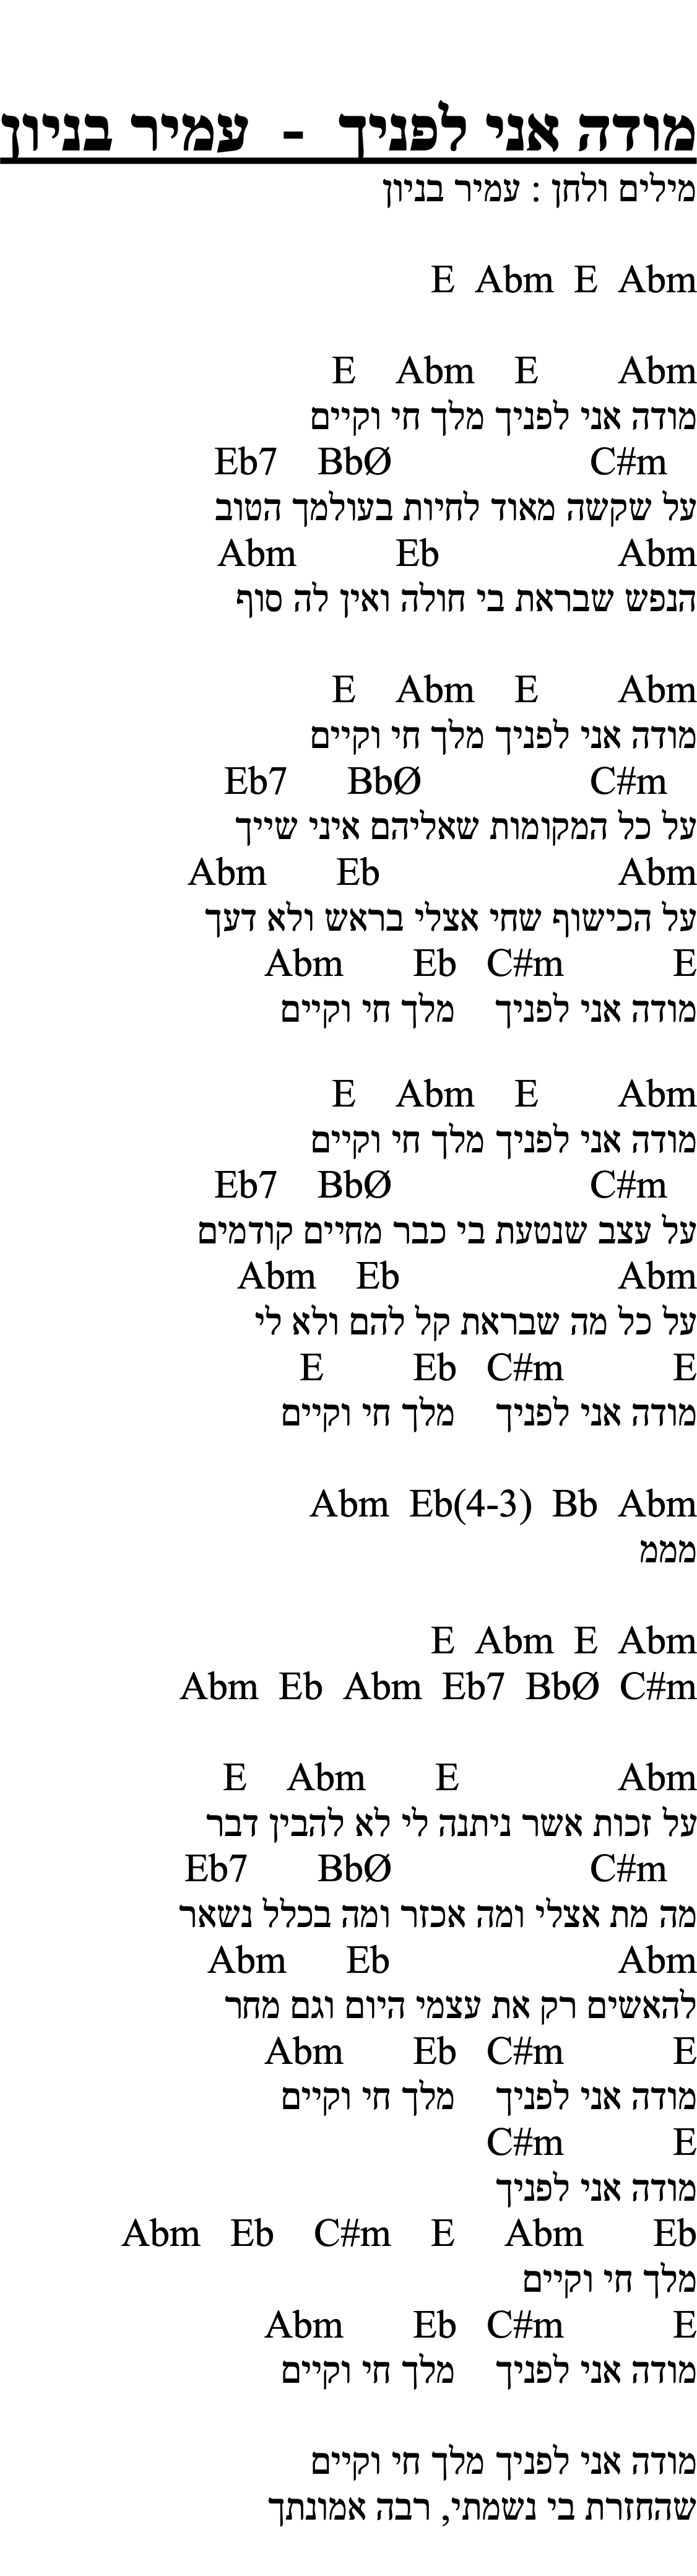 מודה אני לפניך - עמיר בניון
מילים ולחן : עמיר בניון
E Abm E Abm
E Abm E Abm
מודה אני לפניך מלך חי וקיים
Eb7 BbØ C#m
על שקשה מאוד לחיות בעולמך הטוב
Abm Eb Abm
הנפש שבראת בי חולה ואין לה סוף
E Abm E Abm
מודה אני לפניך מלך חי וקיים
Eb7 BbØ C#m
על כל המקומות שאליהם איני שייך
Abm Eb Abm
על הכישוף שחי אצלי בראש ולא דעך
Abm Eb C#m E
מודה אני לפניך מלך חי וקיים
E Abm E Abm
מודה אני לפניך מלך חי וקיים
Eb7 BbØ C#m
על עצב שנטעת בי כבר מחיים קודמים
Abm Eb Abm
על כל מה שבראת קל להם ולא לי
E Eb C#m E
מודה אני לפניך מלך חי וקיים
Abm Eb(4-3) Bb Abm
מממ
E Abm E Abm
Abm Eb Abm Eb7 BbØ C#m
E Abm E Abm
על זכות אשר ניתנה לי לא להבין דבר
Eb7 BbØ C#m
מה מת אצלי ומה אכזר ומה בכלל נשאר
Abm Eb Abm
להאשים רק את עצמי היום וגם מחר
Abm Eb C#m E
מודה אני לפניך מלך חי וקיים
C#m E
מודה אני לפניך
Abm Eb C#m E Abm Eb
מלך חי וקיים
Abm Eb C#m E
מודה אני לפניך מלך חי וקיים
מודה אני לפניך מלך חי וקיים
שהחזרת בי נשמתי, רבה אמונתך